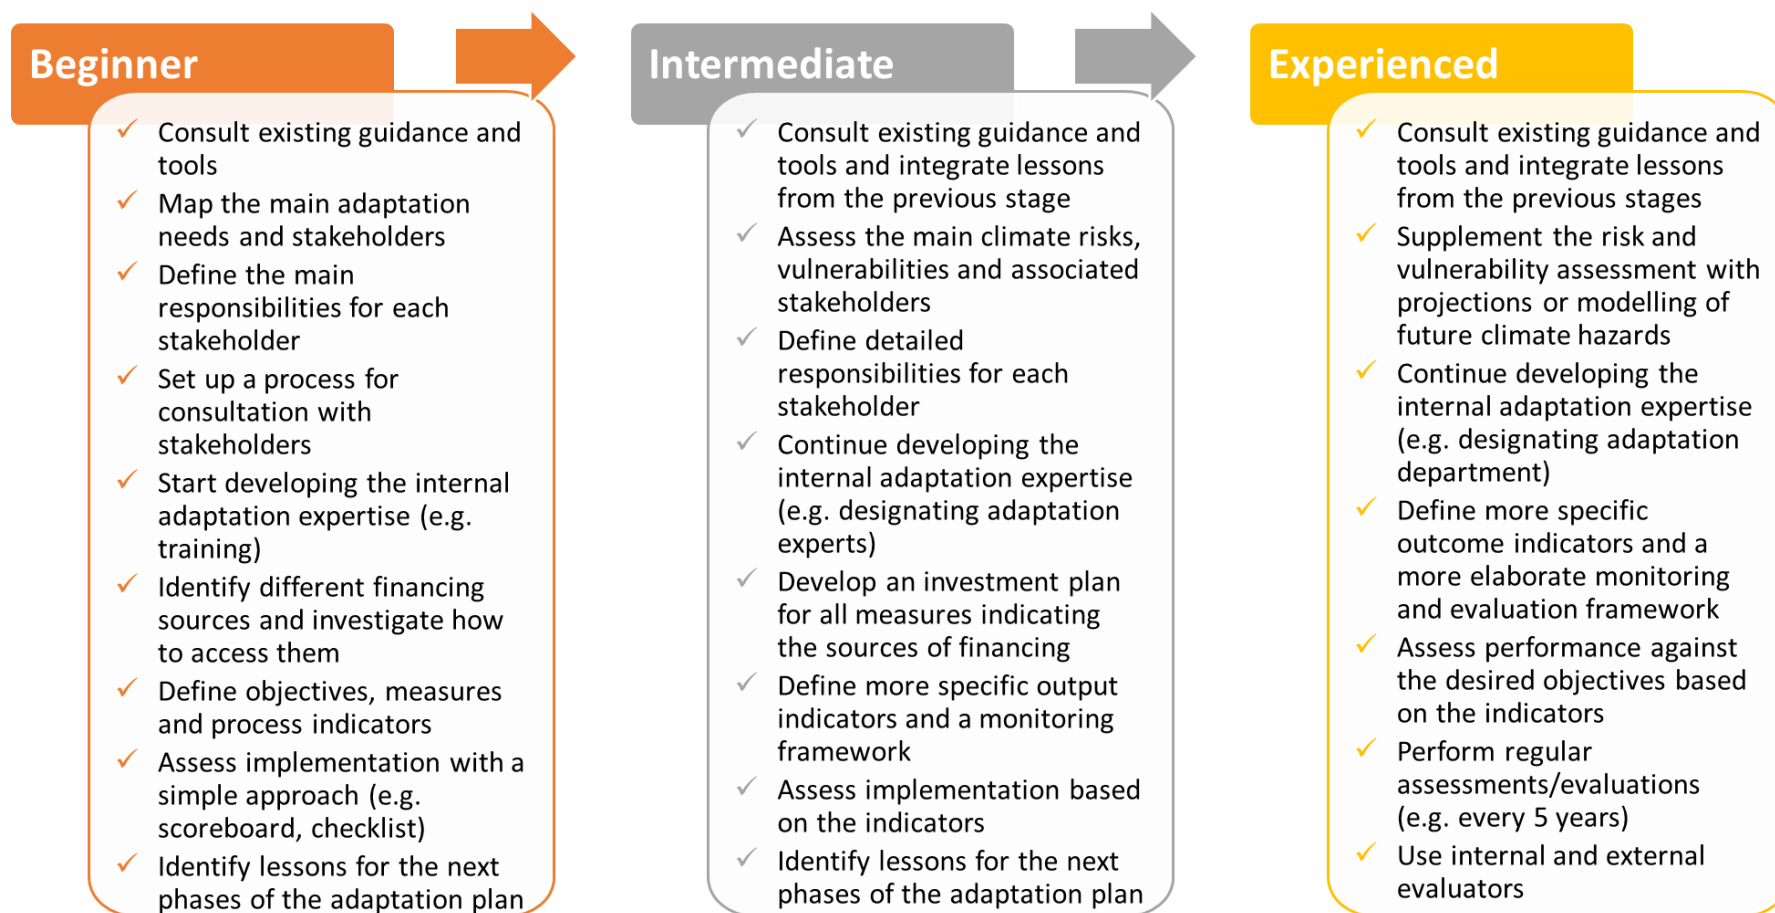 Beginner
Consult existing guidance and
tools
Map the main adaptation
needs and stakeholders
Define the main
responsibilities for each
stakeholder
Set up a process for
consultation with
stakeholders
Start developing the internal
adaptation expertise (e.g.
training)
Identify different financing
sources and investigate how
to access them
Define objectives, measures
and process indicators
Assess implementation with a
simple approach (e.g.
scoreboard, checklist)
Identify lessons for the next
phases of the adaptation plan
Intermediate
Consult existing guidance and
tools and integrate lessons
from the previous stage
Assess the main climate risks,
vulnerabilities and associated
stakeholders
Define detailed
responsibilities for each
stakeholder
Continue developing the
internal adaptation expertise
(e.g. designating adaptation
experts)
Develop an investment plan
for all measures indicating
the sources of financing
Define more specific output
indicators and a monitoring
framework
Assess implementation based
on the indicators
Identify lessons for the next
phases of the adaptation plan
Experienced
Consult existing guidance and
tools and integrate lessons
from the previous stages
Supplement the risk and
vulnerability assessment with
projections or modelling of
future climate hazards
Continue developing the
internal adaptation expertise
(e.g. designating adaptation
department)
Define more specific
outcome indicators and a
more elaborate monitoring
and evaluation framework
Assess performance against
the desired objectives based
on the indicators
Perform regular
assessments/evaluations
(e.g. every 5 years)
Use internal and external
evaluators